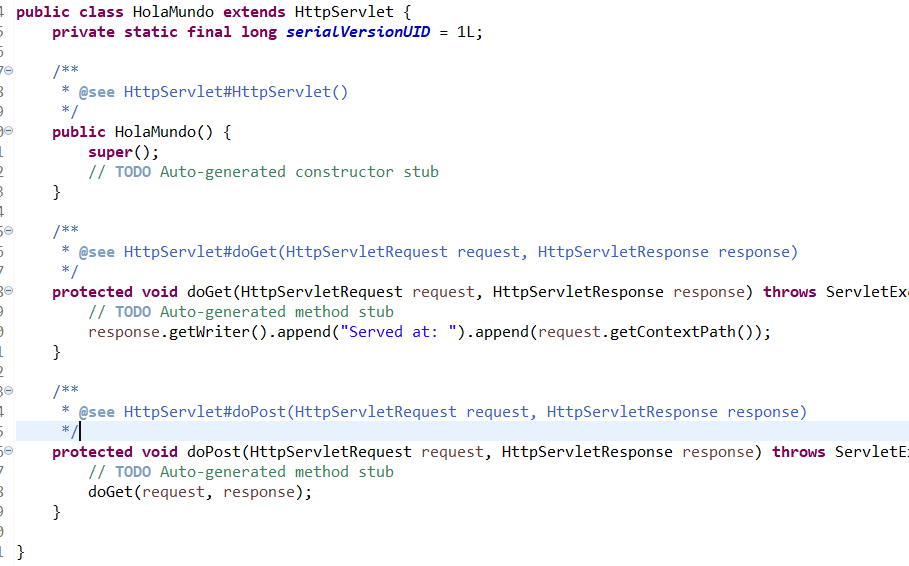 public class HolaMundo extends HttpServlet {
private static final long serialVersionUID = 1L;
/**
* @see HttpServlet#HttpServlet()
*/
public HolaMundo() {
super();
// TODO Auto-generated constructor stub
}
/**
* @see HttpServlet#doGet(HttpServletRequest request, HttpServletResponse response)
*/
protected void doGet(HttpServletRequest request, HttpServletResponse response) throws
// TODO Auto-generated method stub
response.getWriter().append("Served at: ").append(request.getContextPath());
}
/**
* @see HttpServlet#doPost(HttpServletRequest request, HttpServletResponse response)
*/
protected void doPost(HttpServletRequest request, HttpServletResponse response) throws
// TODO Auto-generated method stub
doGet(request, response);
}
}